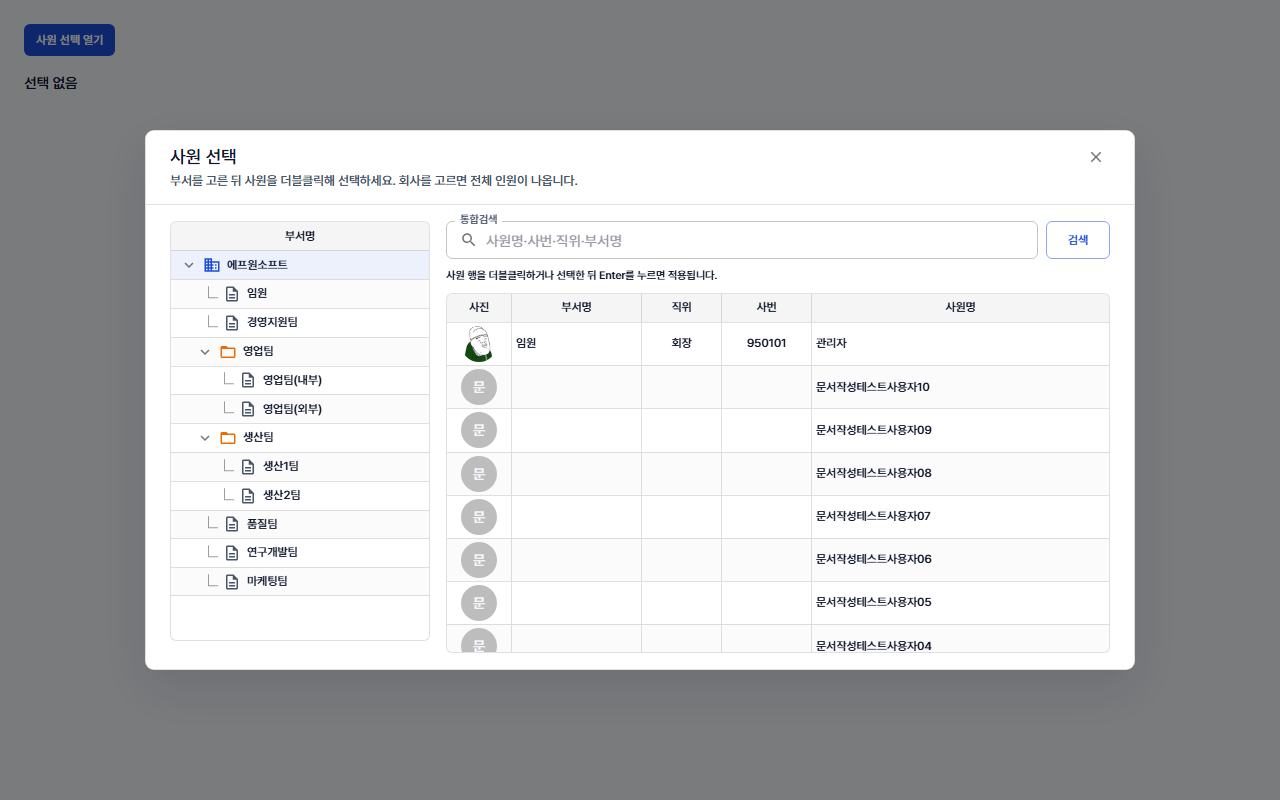 사원 선택 열기
선택 없음
사원 선택
부서를 고른 뒤 사원을 더블클릭해 선택하세요. 회사를 고르면 전체 인원이 나옵니다.
부서명
에프원소프트
임원
경영지원팀
영업팀
영업팀(내부)
영업팀(외부)
생산팀
생산1팀
생산2팀
품질팀
연구개발팀
마케팅팀
통합검색
사원명·사번·직위·부서명
검색
사원 행을 더블클릭하거나 선택한 뒤 Enter를 누르면 적용됩니다.
사진 부서명 직위 사번 사원명
임원 회장 950101 관리자
문 문서작성테스트사용자10
문 문서작성테스트사용자09
문 문서작성테스트사용자08
문 문서작성테스트사용자07
문 문서작성테스트사용자06
문 문서작성테스트사용자05
문 문서작성테스트사용자04